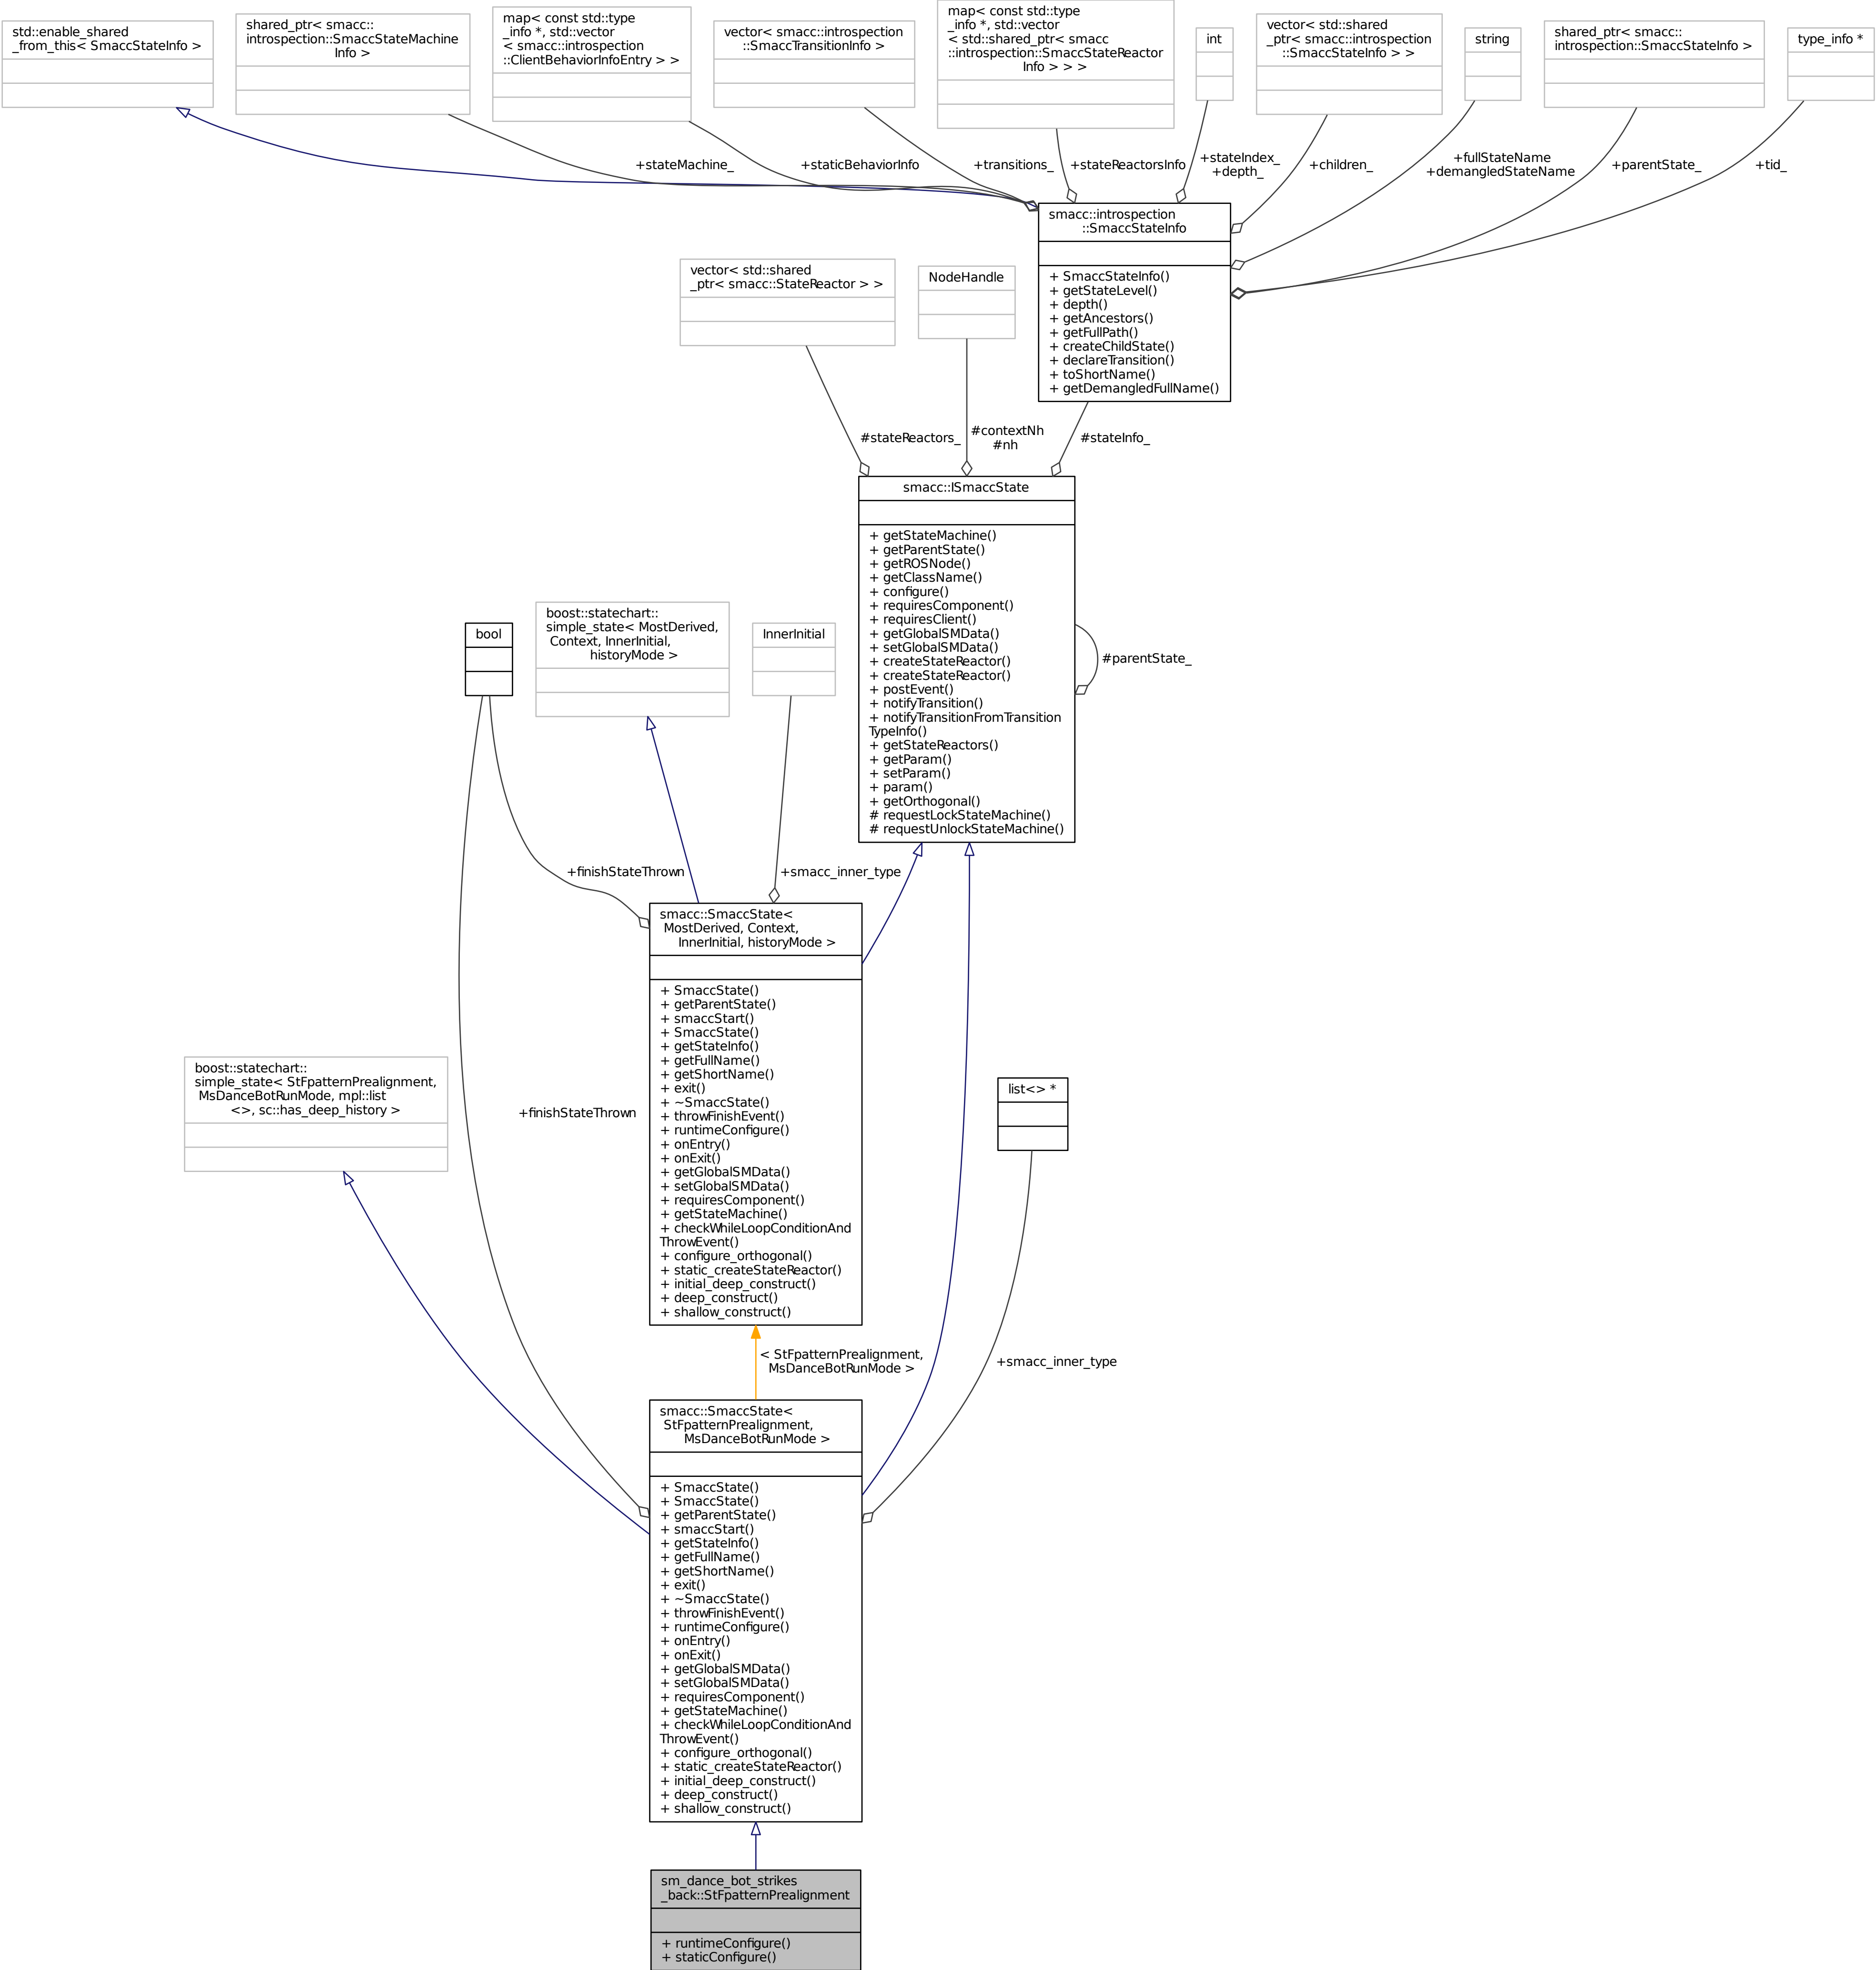 std::enable_shared
_from_this< SmaccStateInfo >
shared_ptr< smacc::
introspection::SmaccStateMachine
Info >
map< const std::type
_info *, std::vector
< smacc::introspection
::ClientBehaviorInfoEntry > >
vector< smacc::introspection
::SmaccTransitionInfo >
map< const std::type
_info *, std::vector
< std::shared_ptr< smacc
::introspection::SmaccStateReactor
Info > > >
int
vector< std::shared
_ptr< smacc::introspection
::SmaccStateInfo > >
string
shared_ptr< smacc::
introspection::SmaccStateInfo >
type_info *
+stateMachine_
+staticBehaviorInfo
+transitions_
+stateReactorsInfo
+stateIndex_
+depth_
+children_
+fullStateName
+demangledStateName
+parentState_
+tid_
smacc::introspection
::SmaccStateInfo
+ SmaccStateInfo()
+ getStateLevel()
+ depth()
+ getAncestors()
+ getFullPath()
+ createChildState()
+ declareTransition()
+ toShortName()
+ getDemangledFullName()
vector< std::shared
_ptr< smacc::StateReactor > >
NodeHandle
#stateReactors_
#contextNh
#nh
#stateInfo_
smacc::ISmaccState
+ getStateMachine()
+ getParentState()
+ getROSNode()
+ getClassName()
+ configure()
+ requiresComponent()
+ requiresClient()
+ getGlobalSMData()
+ setGlobalSMData()
+ createStateReactor()
+ createStateReactor()
+ postEvent()
+ notifyTransition()
+ notifyTransitionFromTransition
TypeInfo()
+ getStateReactors()
+ getParam()
+ setParam()
+ param()
+ getOrthogonal()
# requestLockStateMachine()
# requestUnlockStateMachine()
#parentState_
bool
boost::statechart::
simple_state< MostDerived,
Context, InnerInitial,
historyMode >
InnerInitial
+finishStateThrown
+smacc_inner_type
smacc::SmaccState<
MostDerived, Context,
InnerInitial, historyMode >
+ SmaccState()
+ getParentState()
+ smaccStart()
+ SmaccState()
+ getStateInfo()
+ getFullName()
+ getShortName()
+ exit()
+ ~SmaccState()
+ throwFinishEvent()
+ runtimeConfigure()
+ onEntry()
+ onExit()
+ getGlobalSMData()
+ setGlobalSMData()
+ requiresComponent()
+ getStateMachine()
+ checkWhileLoopConditionAnd
ThrowEvent()
+ configure_orthogonal()
+ static_createStateReactor()
+ initial_deep_construct()
+ deep_construct()
+ shallow_construct()
boost::statechart::
simple_state< StFpatternPrealignment,
MsDanceBotRunMode, mpl::list
<>, sc::has_deep_history >
+finishStateThrown
list<> *
< StFpatternPrealignment,
MsDanceBotRunMode >
+smacc_inner_type
smacc::SmaccState<
StFpatternPrealignment,
MsDanceBotRunMode >
+ SmaccState()
+ SmaccState()
+ getParentState()
+ smaccStart()
+ getStateInfo()
+ getFullName()
+ getShortName()
+ exit()
+ ~SmaccState()
+ throwFinishEvent()
+ runtimeConfigure()
+ onEntry()
+ onExit()
+ getGlobalSMData()
+ setGlobalSMData()
+ requiresComponent()
+ getStateMachine()
+ checkWhileLoopConditionAnd
ThrowEvent()
+ configure_orthogonal()
+ static_createStateReactor()
+ initial_deep_construct()
+ deep_construct()
+ shallow_construct()
sm_dance_bot_strikes
_back::StFpatternPrealignment
+ runtimeConfigure()
+ staticConfigure()